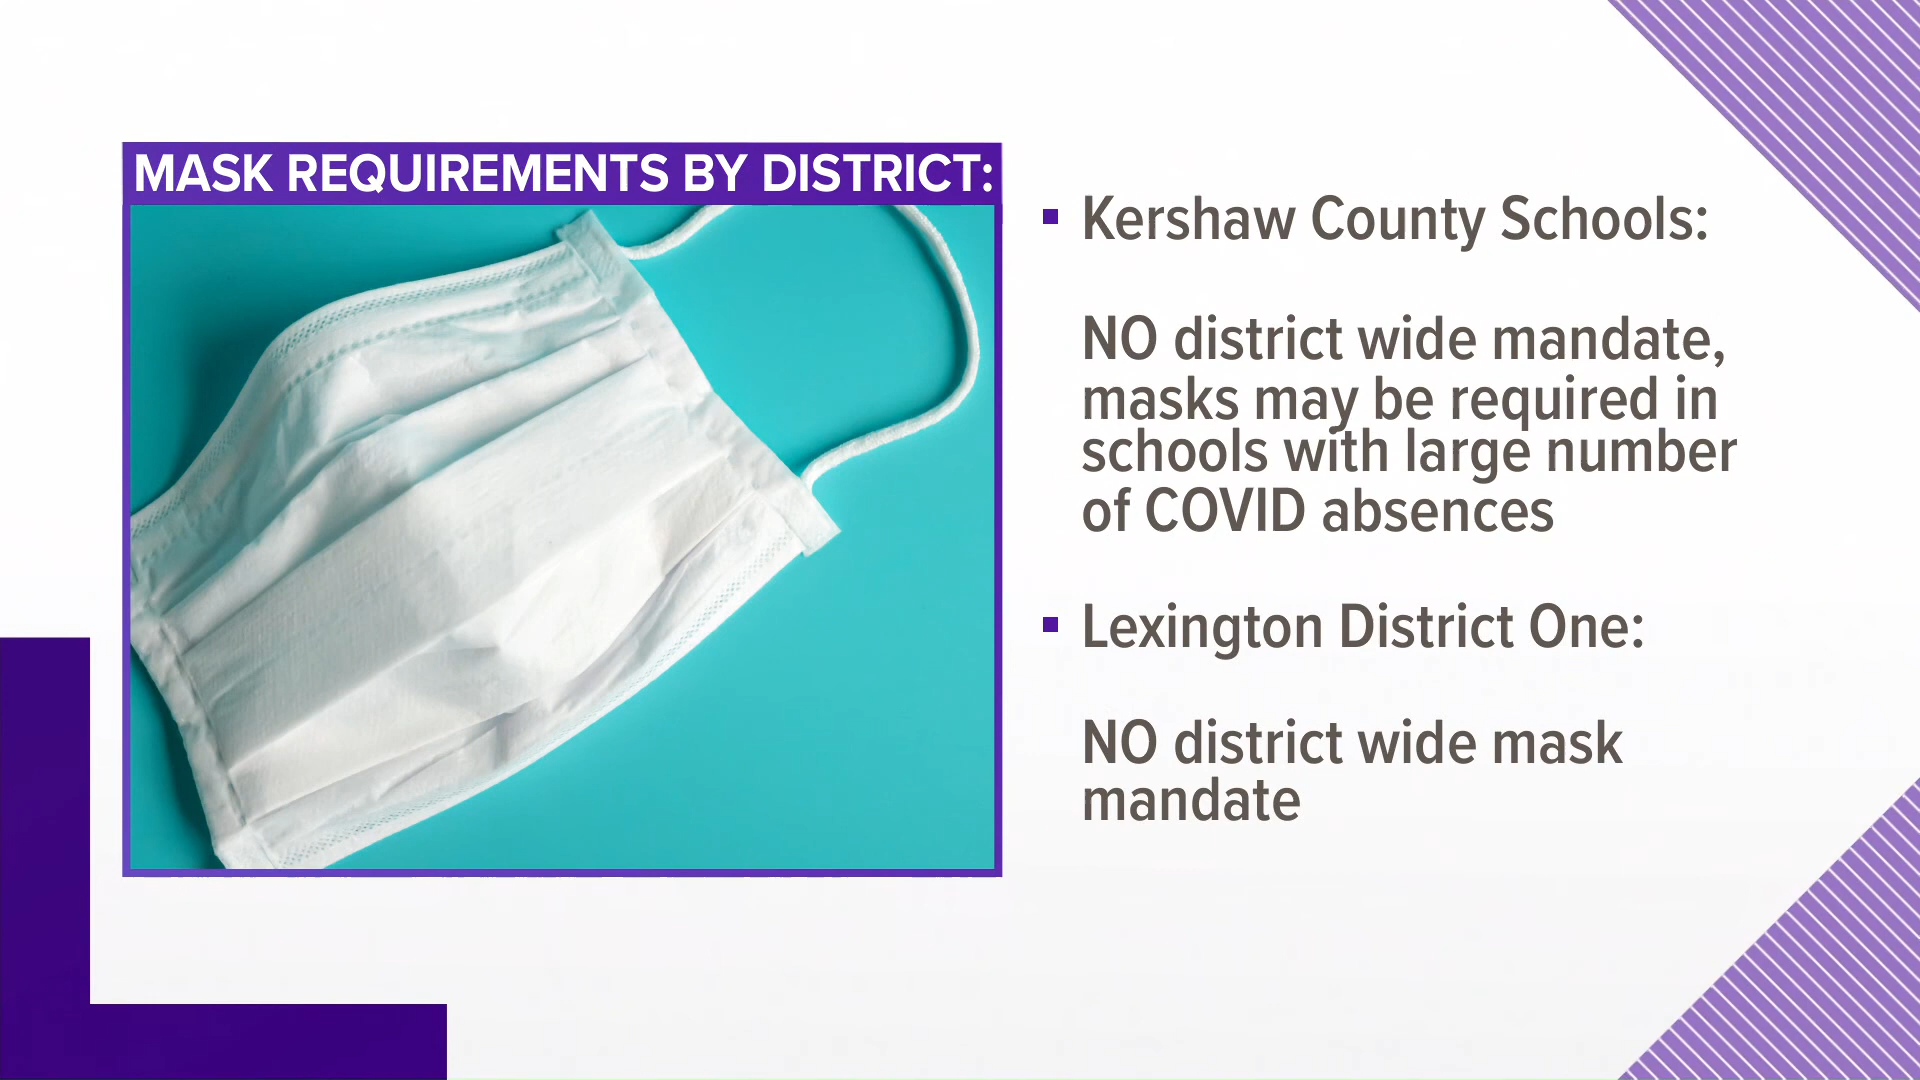 MASK REQUIREMENTS BY DISTRICT:
Kershaw County Schools:
NO district wide mandate,
masks may be required in
schools with large number
of COVID absences
Lexington District One:
NO district wide mask
mandate